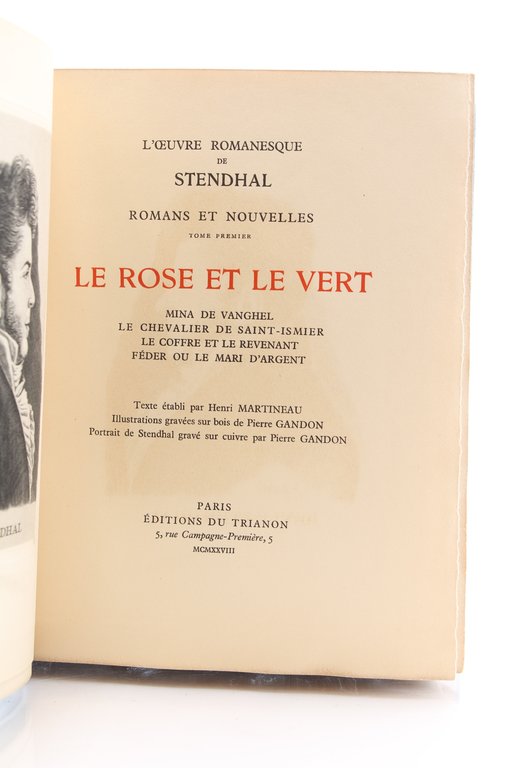 L'ŒUVRE ROMANESQUE
DE
STENDHAL
ROMANS ET NOUVELLES
TOME PREMIER
LE ROSE ET LE VERT
MINA DE VANGHEL
LE CHEVALIER DE SAINT-ISMIER
LE COFFRE ET LE REVENANT
FÉDER OU LE MARI D'ARGENT
Texte établi par Henri MARTINEAU
Illustrations gravées sur bois de Pierre GANDON
Portrait de Stendhal gravé sur cuivre par Pierre GANDON
PARIS
ÉDITIONS DU TRIANON
5, rue Campagne-Première, 5
MCMXXVIII